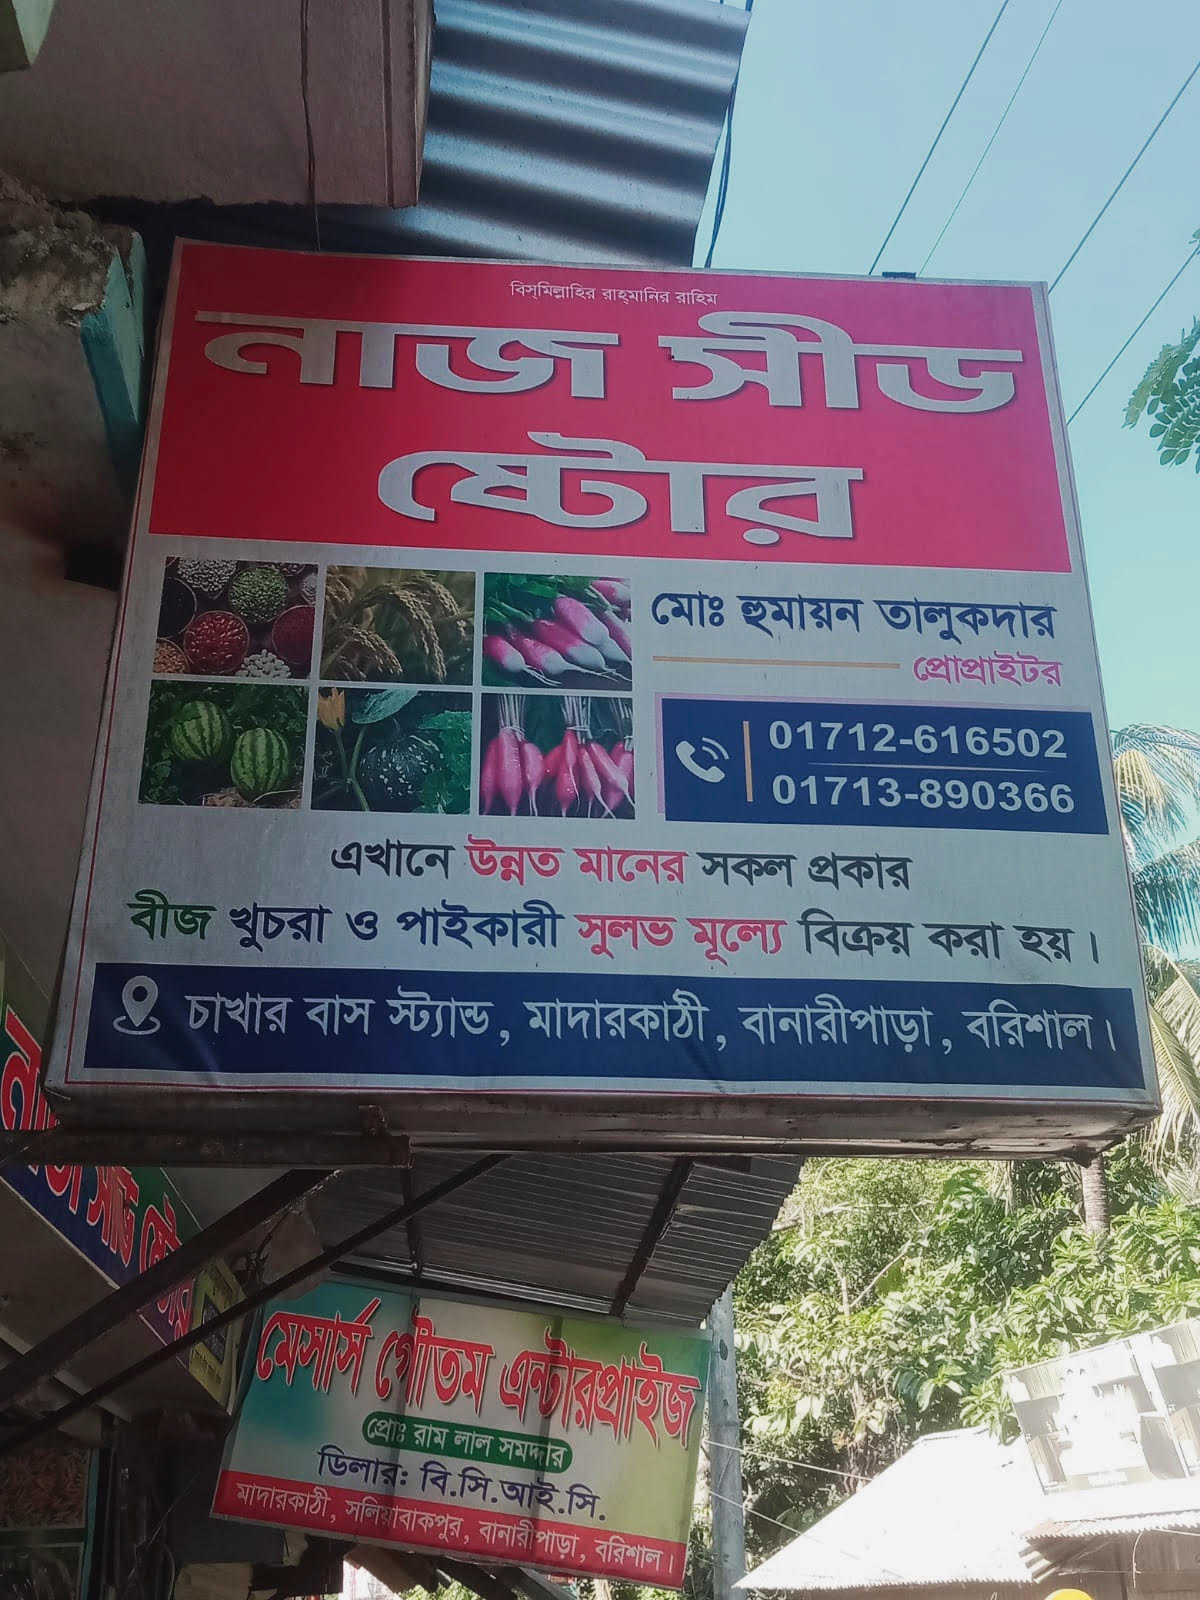 বিস্‌মিল্লাহির রাহ্‌মানির রাহিম
নাজ সীড
ষ্টোর
মোঃ হুমায়ন তালুকদার
প্রোপ্রাইটর
01712-616502
01713-890366
এখানে উন্নত মানের সকল প্রকার
বীজ খুচরা ও পাইকারী সুলভ মূল্যে বিক্রয় করা হয়।
চাখার বাস স্ট্যান্ড, মাদারকাঠী, বানারীপাড়া, বরিশাল।
মেসার্স গৌতম এন্টারপ্রাইজ
প্রোঃ রাম লাল সমদ্দার
ডিলার: বি.সি.আই.সি.
মাদারকাঠী, সলিয়াবাকপুর, বানারীপাড়া, বরিশাল।